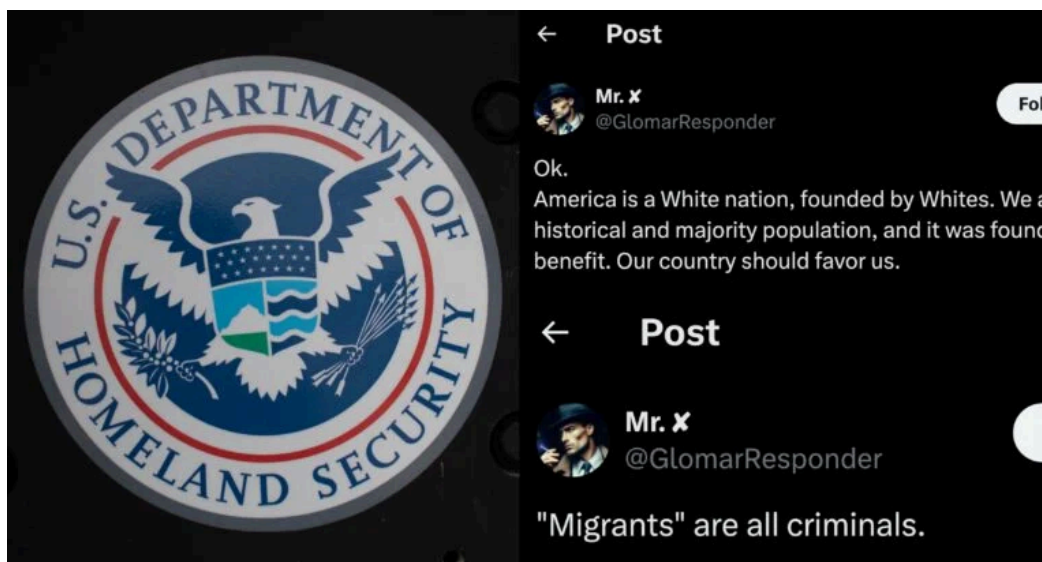 U.S. DEPARTMENT OF
HOMELAND SECURITY
← Post
Mr. ✘
@GlomarResponder
Ok.
America is a White nation, founded by Whites. We
historical and majority population, and it was
benefit. Our country should favor us.
← Post
Mr. ✘
@GlomarResponder
"Migrants" are all criminals.